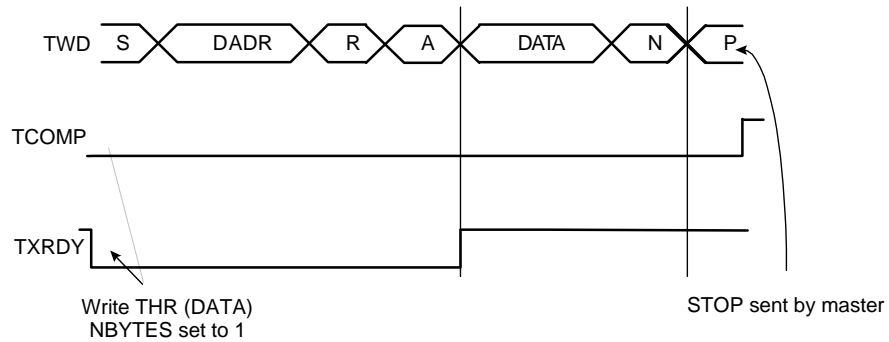 TWD S DADR R A DATA N P
TCOMP
TXRDY
Write THR (DATA)
NBYTES set to 1
STOP sent by master